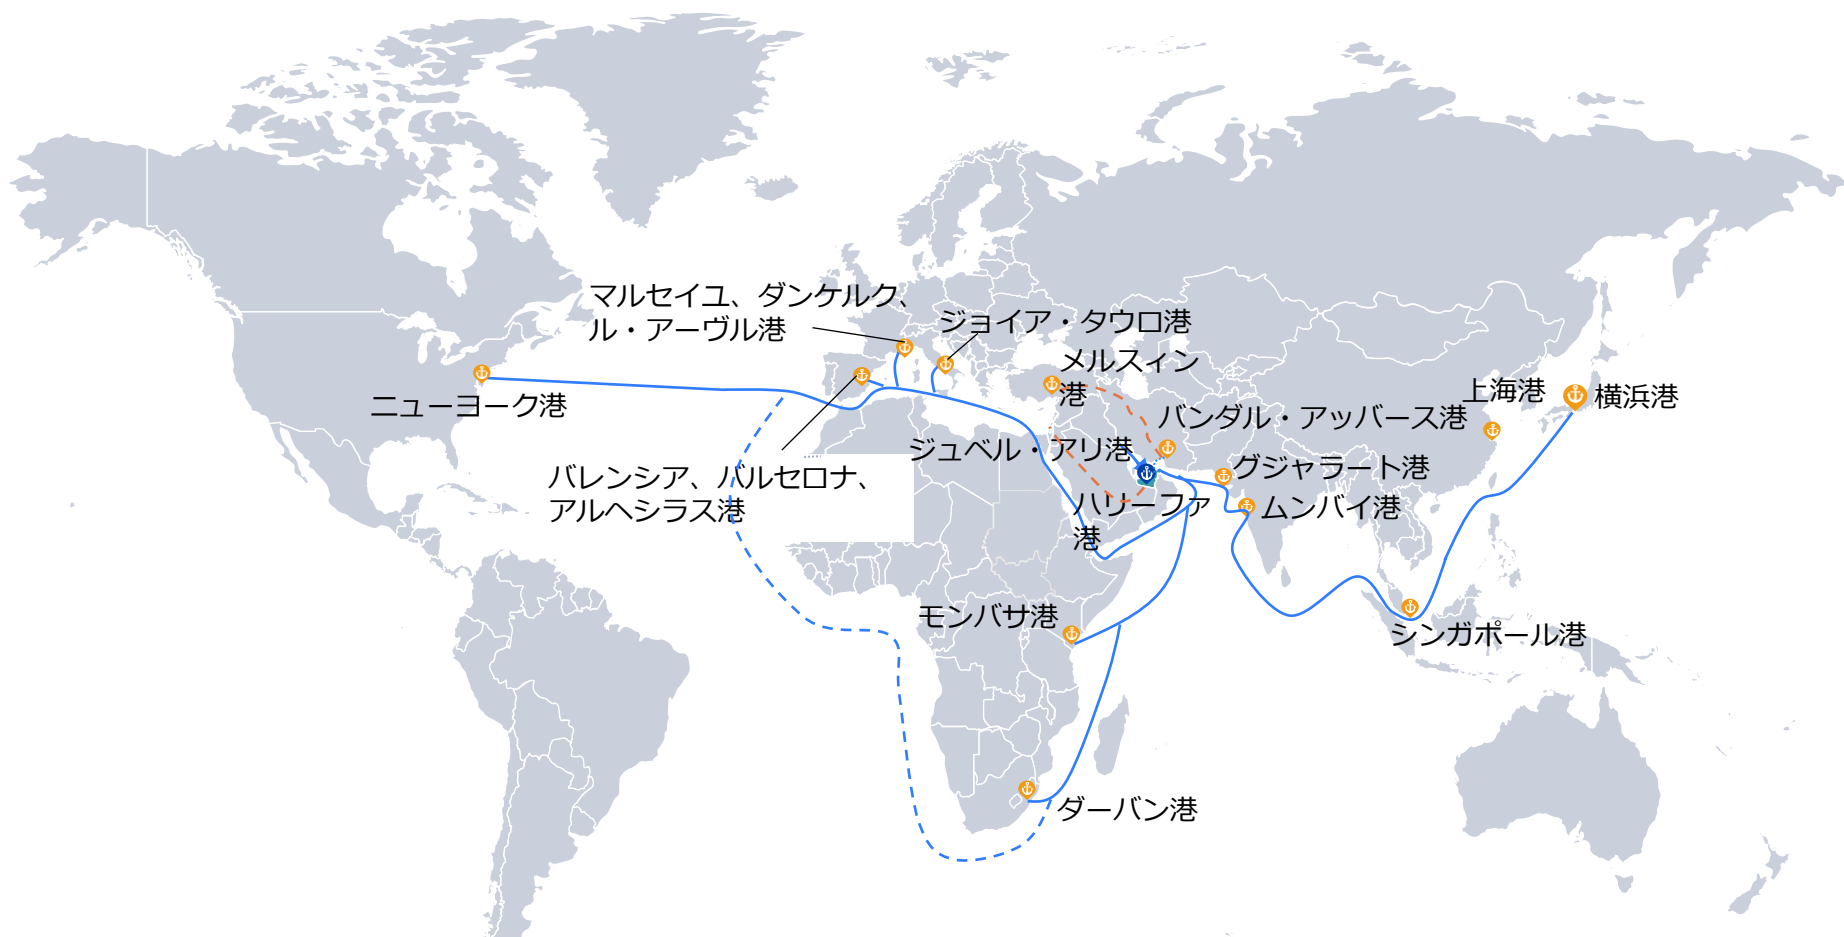 マルセイユ、ダンケルク、
ル・アーヴル港
ジョイア・タウロ港
メルスィン
港
ニューヨーク港
上海港
横浜港
バンダル・アッバース港
ジュベル・アリ港
グジャラート港
バレンシア、バルセロナ、
アルヘシラス港
ハリーファ
港
ムンバイ港
モンバサ港
シンガポール港
ダーバン港